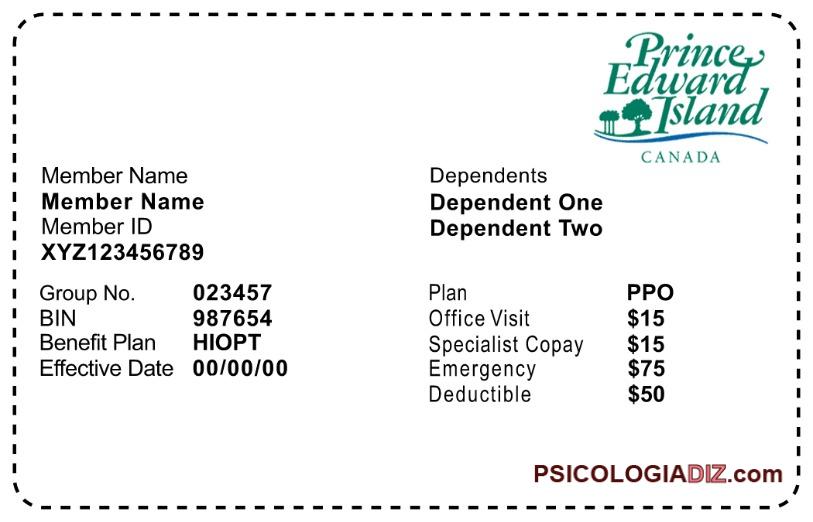 Prince
Edward
Island
CANADA
Member Name
Member Name
Member ID
XYZ123456789
Dependents
Dependent One
Dependent Two
Group No. 023457
BIN 987654
Benefit Plan HIOPT
Effective Date 00/00/00
Plan PPO
Office Visit $15
Specialist Copay $15
Emergency $75
Deductible $50
PSICOLOGIADIZ.com